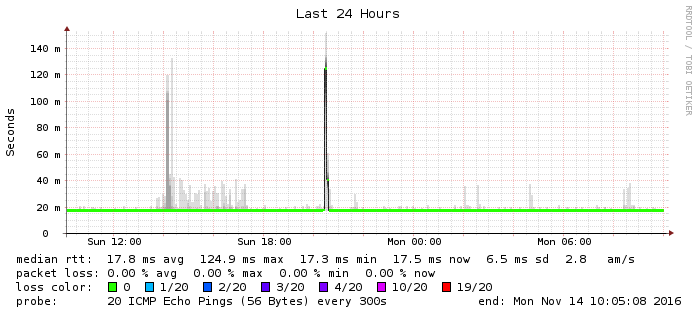 Last 24 Hours
RRDTOOL / TOBI OETIKER
Seconds
140 m
120 m
100 m
80 m
60 m
40 m
20 m
0
Sun 12:00 Sun 18:00 Mon 00:00 Mon 06:00
median rtt: 17.8 ms avg 124.9 ms max 17.3 ms min 17.5 ms now 6.5 ms sd 2.8 am/s
packet loss: 0.00 % avg 0.00 % max 0.00 % min 0.00 % now
loss color: 0 1/20 2/20 3/20 4/20 10/20 19/20
probe: 20 ICMP Echo Pings (56 Bytes) every 300s end: Mon Nov 14 10:05:08 2016